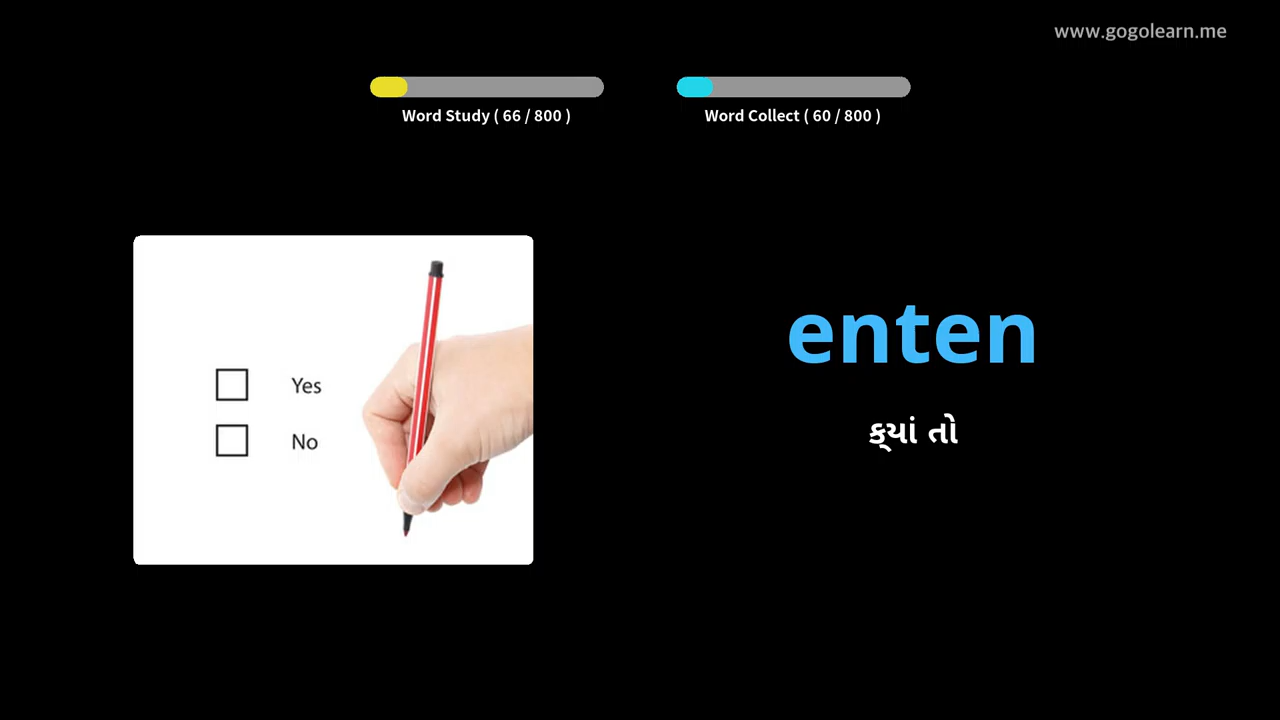 www.gogolearn.me
Word Study ( 66 / 800 )
Word Collect ( 60 / 800 )
Yes
No
enten
ક્યાં તો